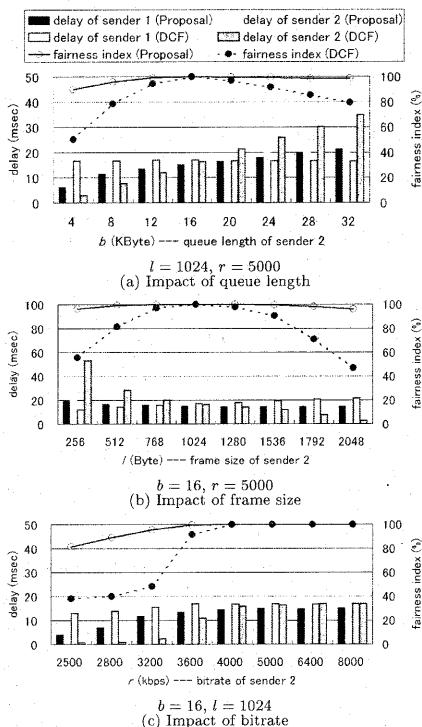 delay of sender 1 (Proposal) delay of sender 2 (Proposal)
delay of sender 1 (DCF) delay of sender 2 (DCF)
fairness index (Proposal) fairness index (DCF)
50 100
40 80
30 60
20 40
10 20
0 0
delay (msec)
fairness index (%)
4 8 12 16 20 24 28 32
b (KByte) --- queue length of sender 2
l = 1024, r = 5000
(a) Impact of queue length
100 100
80 80
60 60
40 40
20 20
0 0
delay (msec)
fairness index (%)
256 512 768 1024 1280 1536 1792 2048
l (Byte) --- frame size of sender 2
b = 16, r = 5000
(b) Impact of frame size
50 100
40 80
30 60
20 40
10 20
0 0
delay (msec)
fairness index (%)
2500 2800 3200 3600 4000 5000 6400 8000
r (kbps) --- bitrate of sender 2
b = 16, l = 1024
(c) Impact of bitrate